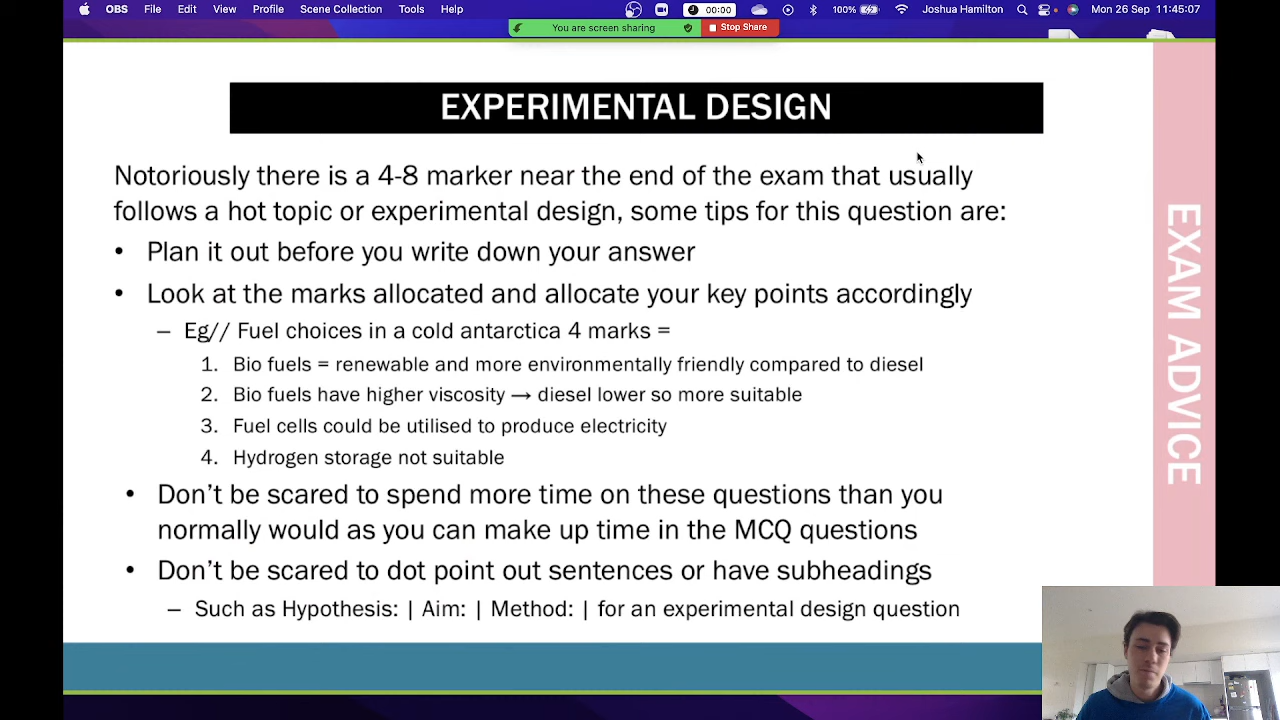 OBS File Edit View Profile Scene Collection Tools Help 00:00 100% Joshua Hamilton Mon 26 Sep 11:45:07
You are screen sharing Stop Share
EXPERIMENTAL DESIGN
Notoriously there is a 4-8 marker near the end of the exam that usually
follows a hot topic or experimental design, some tips for this question are:
• Plan it out before you write down your answer
• Look at the marks allocated and allocate your key points accordingly
– Eg// Fuel choices in a cold antarctica 4 marks =
1. Bio fuels = renewable and more environmentally friendly compared to diesel
2. Bio fuels have higher viscosity → diesel lower so more suitable
3. Fuel cells could be utilised to produce electricity
4. Hydrogen storage not suitable
• Don’t be scared to spend more time on these questions than you
normally would as you can make up time in the MCQ questions
• Don’t be scared to dot point out sentences or have subheadings
– Such as Hypothesis: | Aim: | Method: | for an experimental design question
EXAM ADVICE